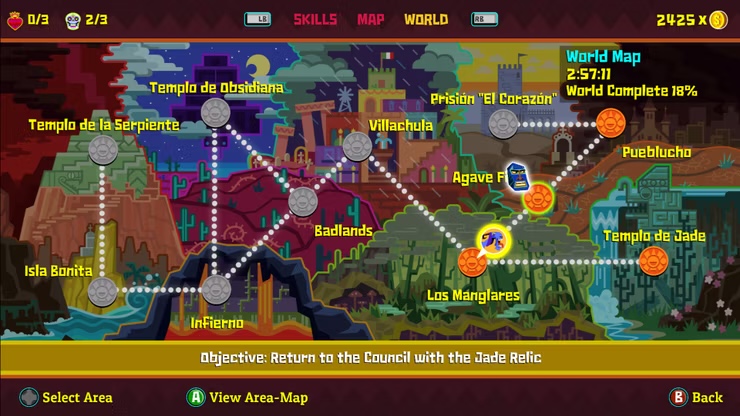 0/3
2/3
LB
SKILLS
MAP
WORLD
RB
2425 x
World Map
2:57:11
World Complete 18%
Templo de Obsidiana
Prisión "El Corazón"
Templo de la Serpiente
Villachula
Pueblucho
Agave F
Badlands
Templo de Jade
Isla Bonita
Los Manglares
Infierno
Objective: Return to the Council with the Jade Relic
Select Area
A View Area-Map
B Back